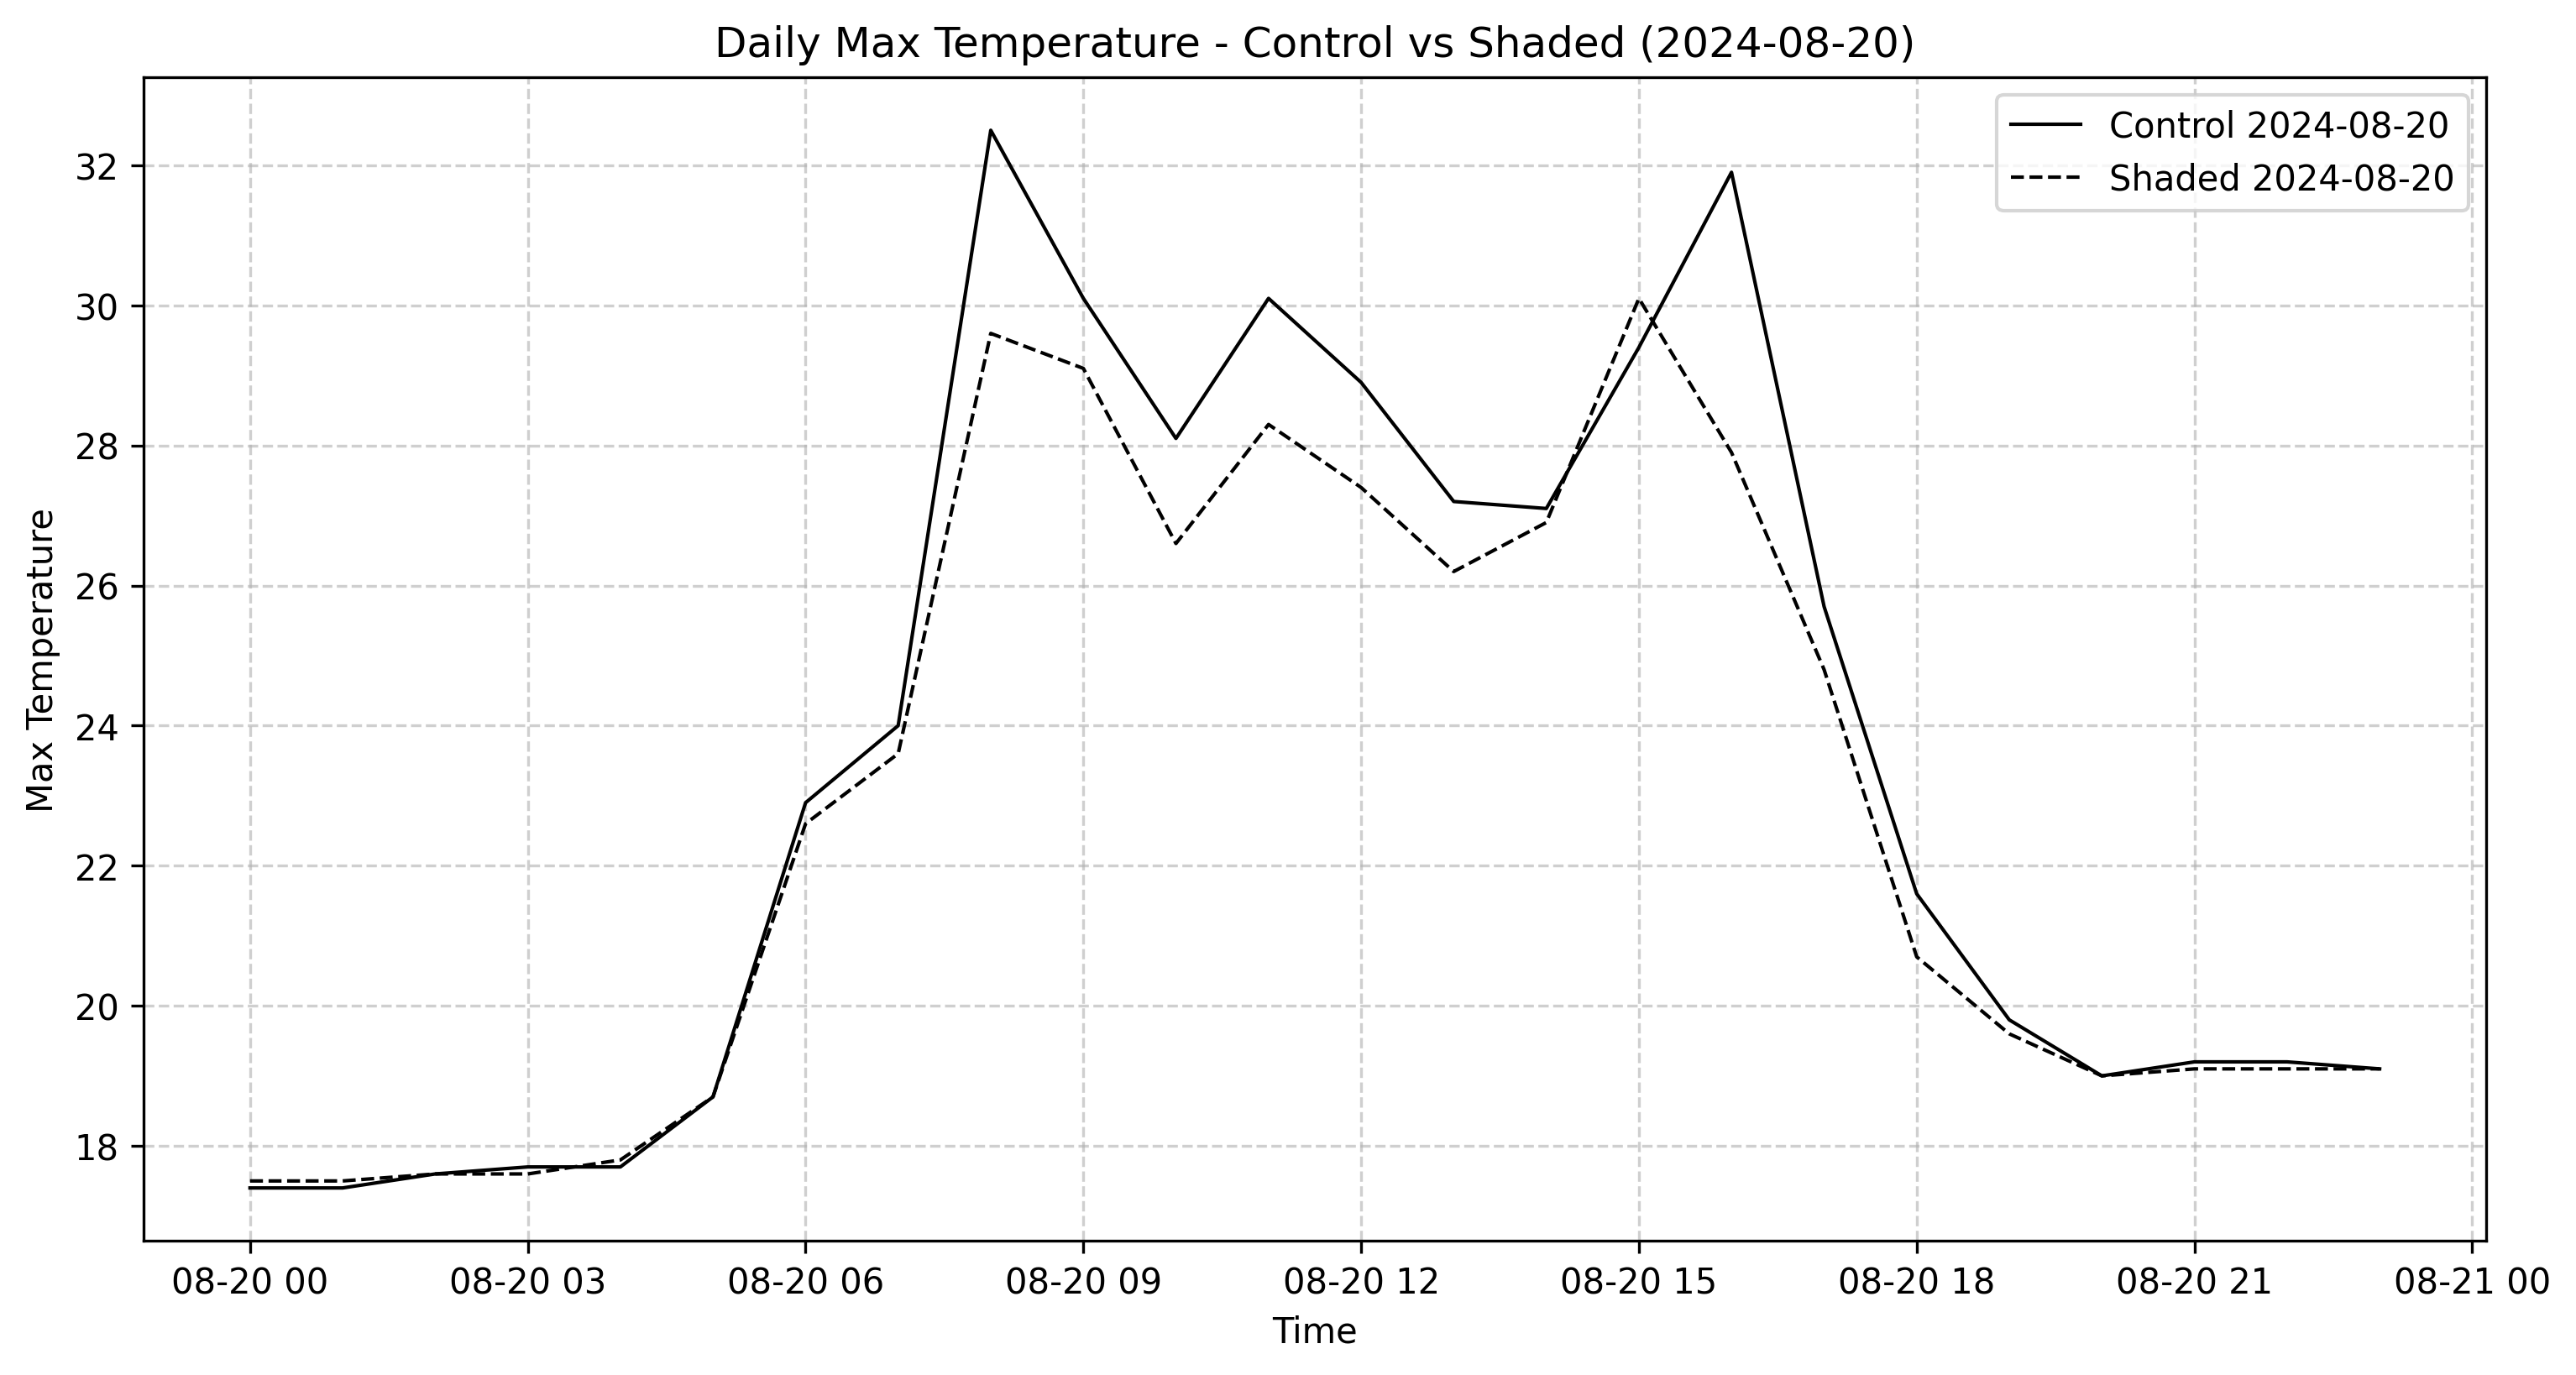 Daily Max Temperature - Control vs Shaded (2024-08-20)
Control 2024-08-20
Shaded 2024-08-20
Max Temperature
32
30
28
26
24
22
20
18
08-20 00 08-20 03 08-20 06 08-20 09 08-20 12 08-20 15 08-20 18 08-20 21 08-21 00
Time